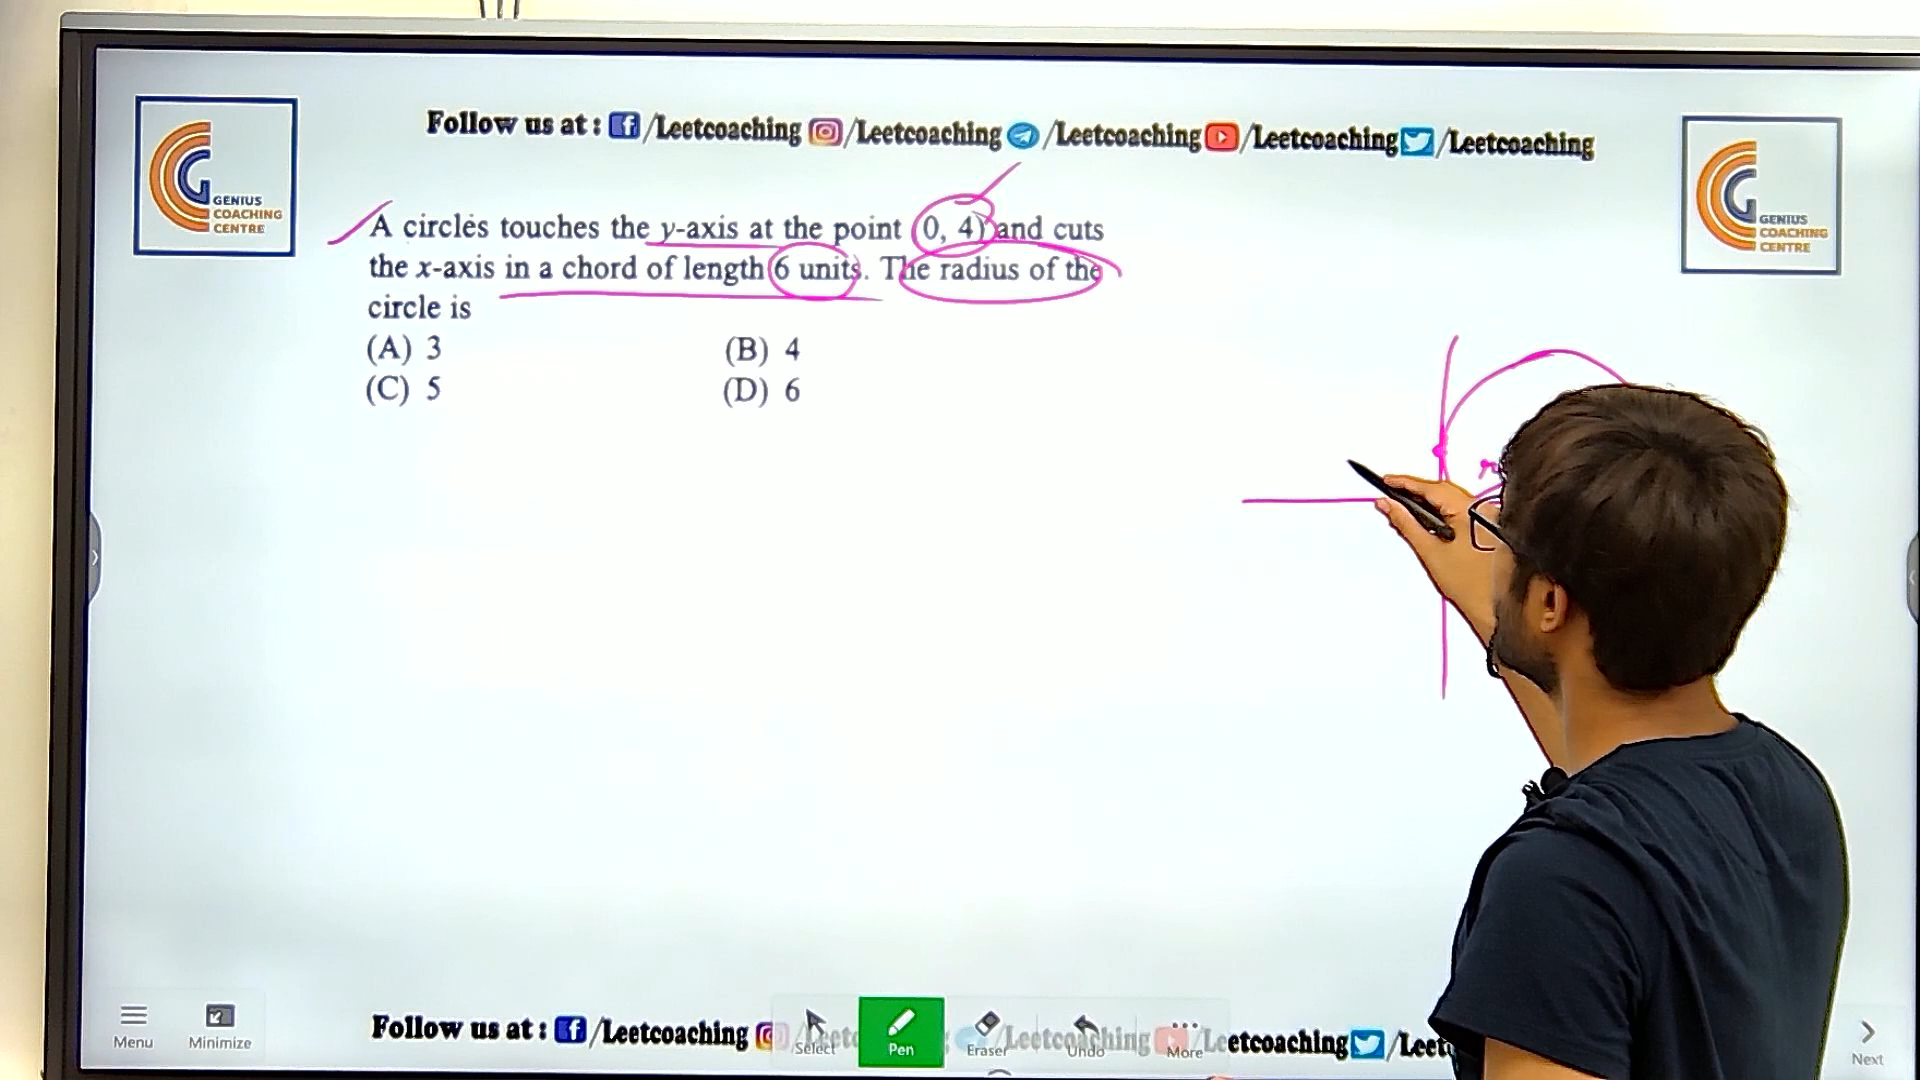 Follow us at : /Leetcoaching /Leetcoaching /Leetcoaching /Leetcoaching /Leetcoaching
GENIUS
COACHING
CENTRE
GENIUS
COACHING
CENTRE
A circles touches the y-axis at the point (0, 4) and cuts
the x-axis in a chord of length 6 units. The radius of the
circle is
(A) 3 (B) 4
(C) 5 (D) 6
r
Follow us at : /Leetcoaching /Leetcoaching /Leetcoaching
Menu Minimize Select Pen Eraser Undo More Next